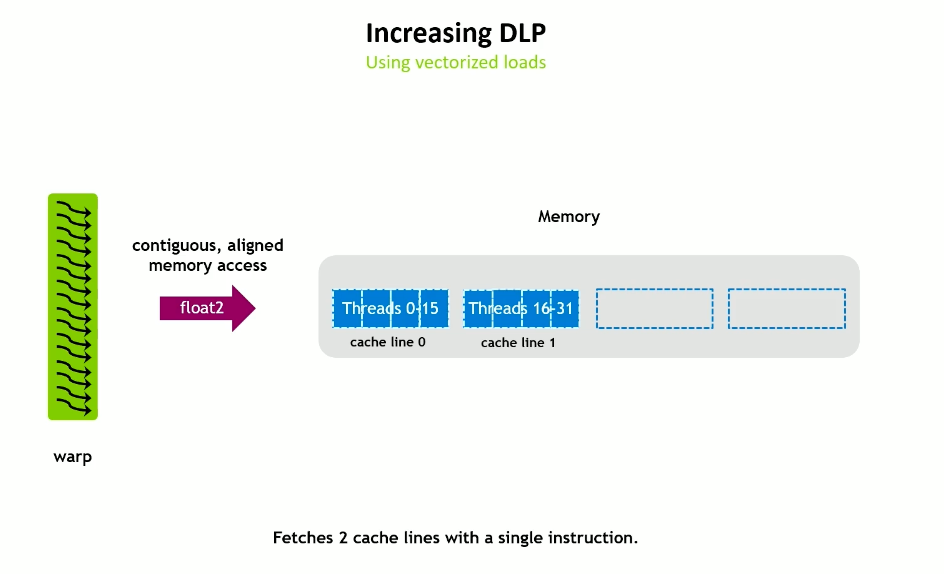 Increasing DLP
Using vectorized loads
Memory
contiguous, aligned
memory access
float2
Threads 0-15
Threads 16-31
cache line 0
cache line 1
warp
Fetches 2 cache lines with a single instruction.